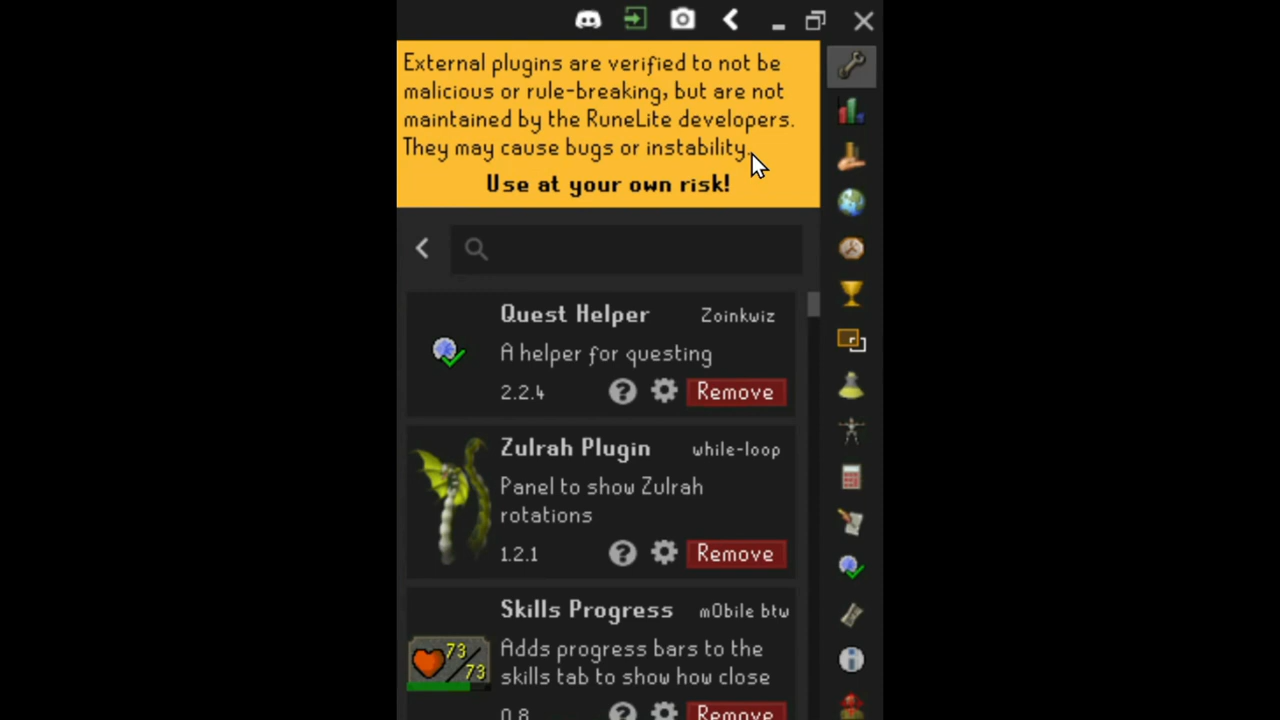 External plugins are verified to not be
malicious or rule-breaking, but are not
maintained by the RuneLite developers.
They may cause bugs or instability.
Use at your own risk!
Quest Helper Zoinkwiz
A helper for questing
2.2.4 Remove
Zulrah Plugin while-loop
Panel to show Zulrah
rotations
1.2.1 Remove
Skills Progress m0bile btw
73
73
Adds progress bars to the
skills tab to show how close
0.8 Remove